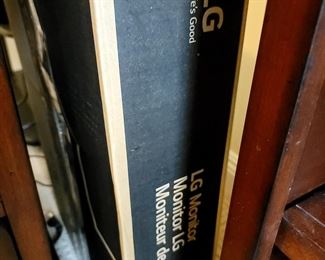 LG
e's Good
LG Monitor
Monitor LG
Moniteur de